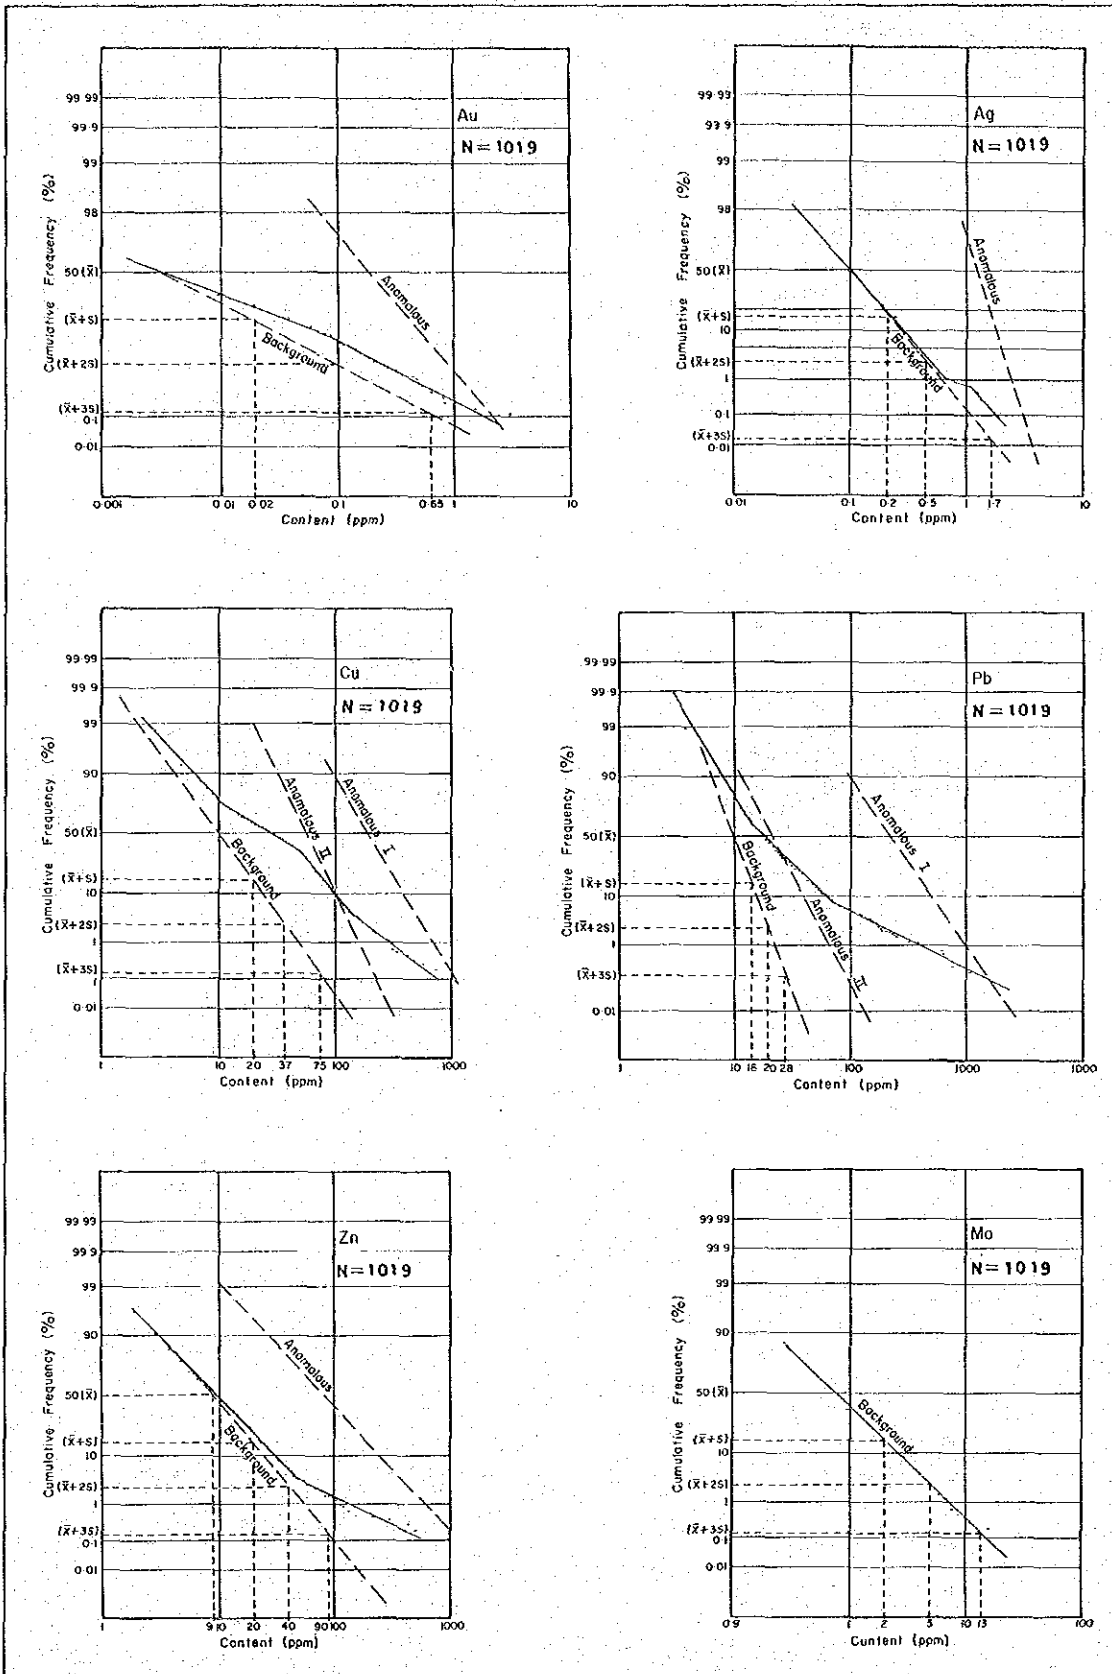 Cumulative Frequency (%)
99·99
99·9
99
98
50(x̄)
(x̄+S)
(x̄+2S)
(x̄+3S)
0·1
0·01
Au
N=1019
Anomalous
Background
0·001
0·01
0·02
0·1
0·65
1
10
Content (ppm)
Cumulative Frequency (%)
99·99
99·9
99
98
50(x̄)
(x̄+S)
10
(x̄+2S)
1
0·1
(x̄+3S)
0·01
Ag
N=1019
Anomalous
Background
0·01
0·1
0·2
0·5
1
1·7
10
Content (ppm)
Cumulative Frequency (%)
99·99
99·9
99
90
50(x̄)
(x̄+S)
10
(x̄+2S)
1
(x̄+3S)
0·01
Cu
N=1019
Anomalous I
Anomalous II
Background
1
10
20
37
75
100
1000
Content (ppm)
Cumulative Frequency (%)
99·99
99·9
99
90
50(x̄)
(x̄+S)
10
(x̄+2S)
1
(x̄+3S)
0·01
Pb
N=1019
Anomalous I
Background
Anomalous II
1
10
16
20
28
100
1000
1000
Content (ppm)
Cumulative Frequency (%)
99·99
99·9
99
90
50(x̄)
(x̄+S)
10
(x̄+2S)
1
(x̄+3S)
0·1
0·01
Zn
N=1019
Anomalous
Background
1
9
10
20
40
90
100
1000
Content (ppm)
Cumulative Frequency (%)
99·99
99·9
99
90
50(x̄)
(x̄+S)
10
(x̄+2S)
1
(x̄+3S)
0·1
0·01
Mo
N=1019
Background
1
2
5
10
13
100
Content (ppm)